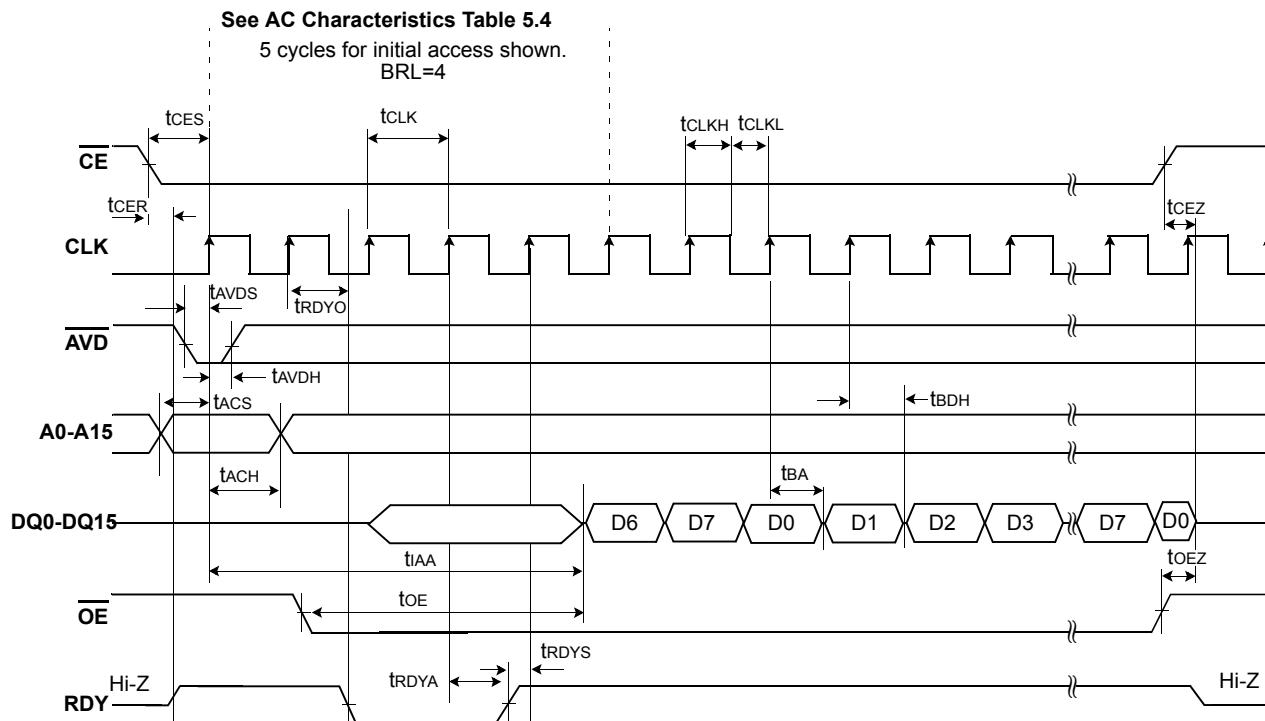 See AC Characteristics Table 5.4
5 cycles for initial access shown.
BRL=4
tCES
tCLK
tCLKH
tCLKL
CE
tCER
tCEZ
CLK
tAVDS
tRDYO
AVD
tAVDH
tACS
tBDH
A0-A15
tACH
tBA
DQ0-DQ15
D6
D7
D0
D1
D2
D3
D7
D0
tIAA
tOEZ
tOE
OE
tRDYS
tRDYA
Hi-Z
Hi-Z
RDY